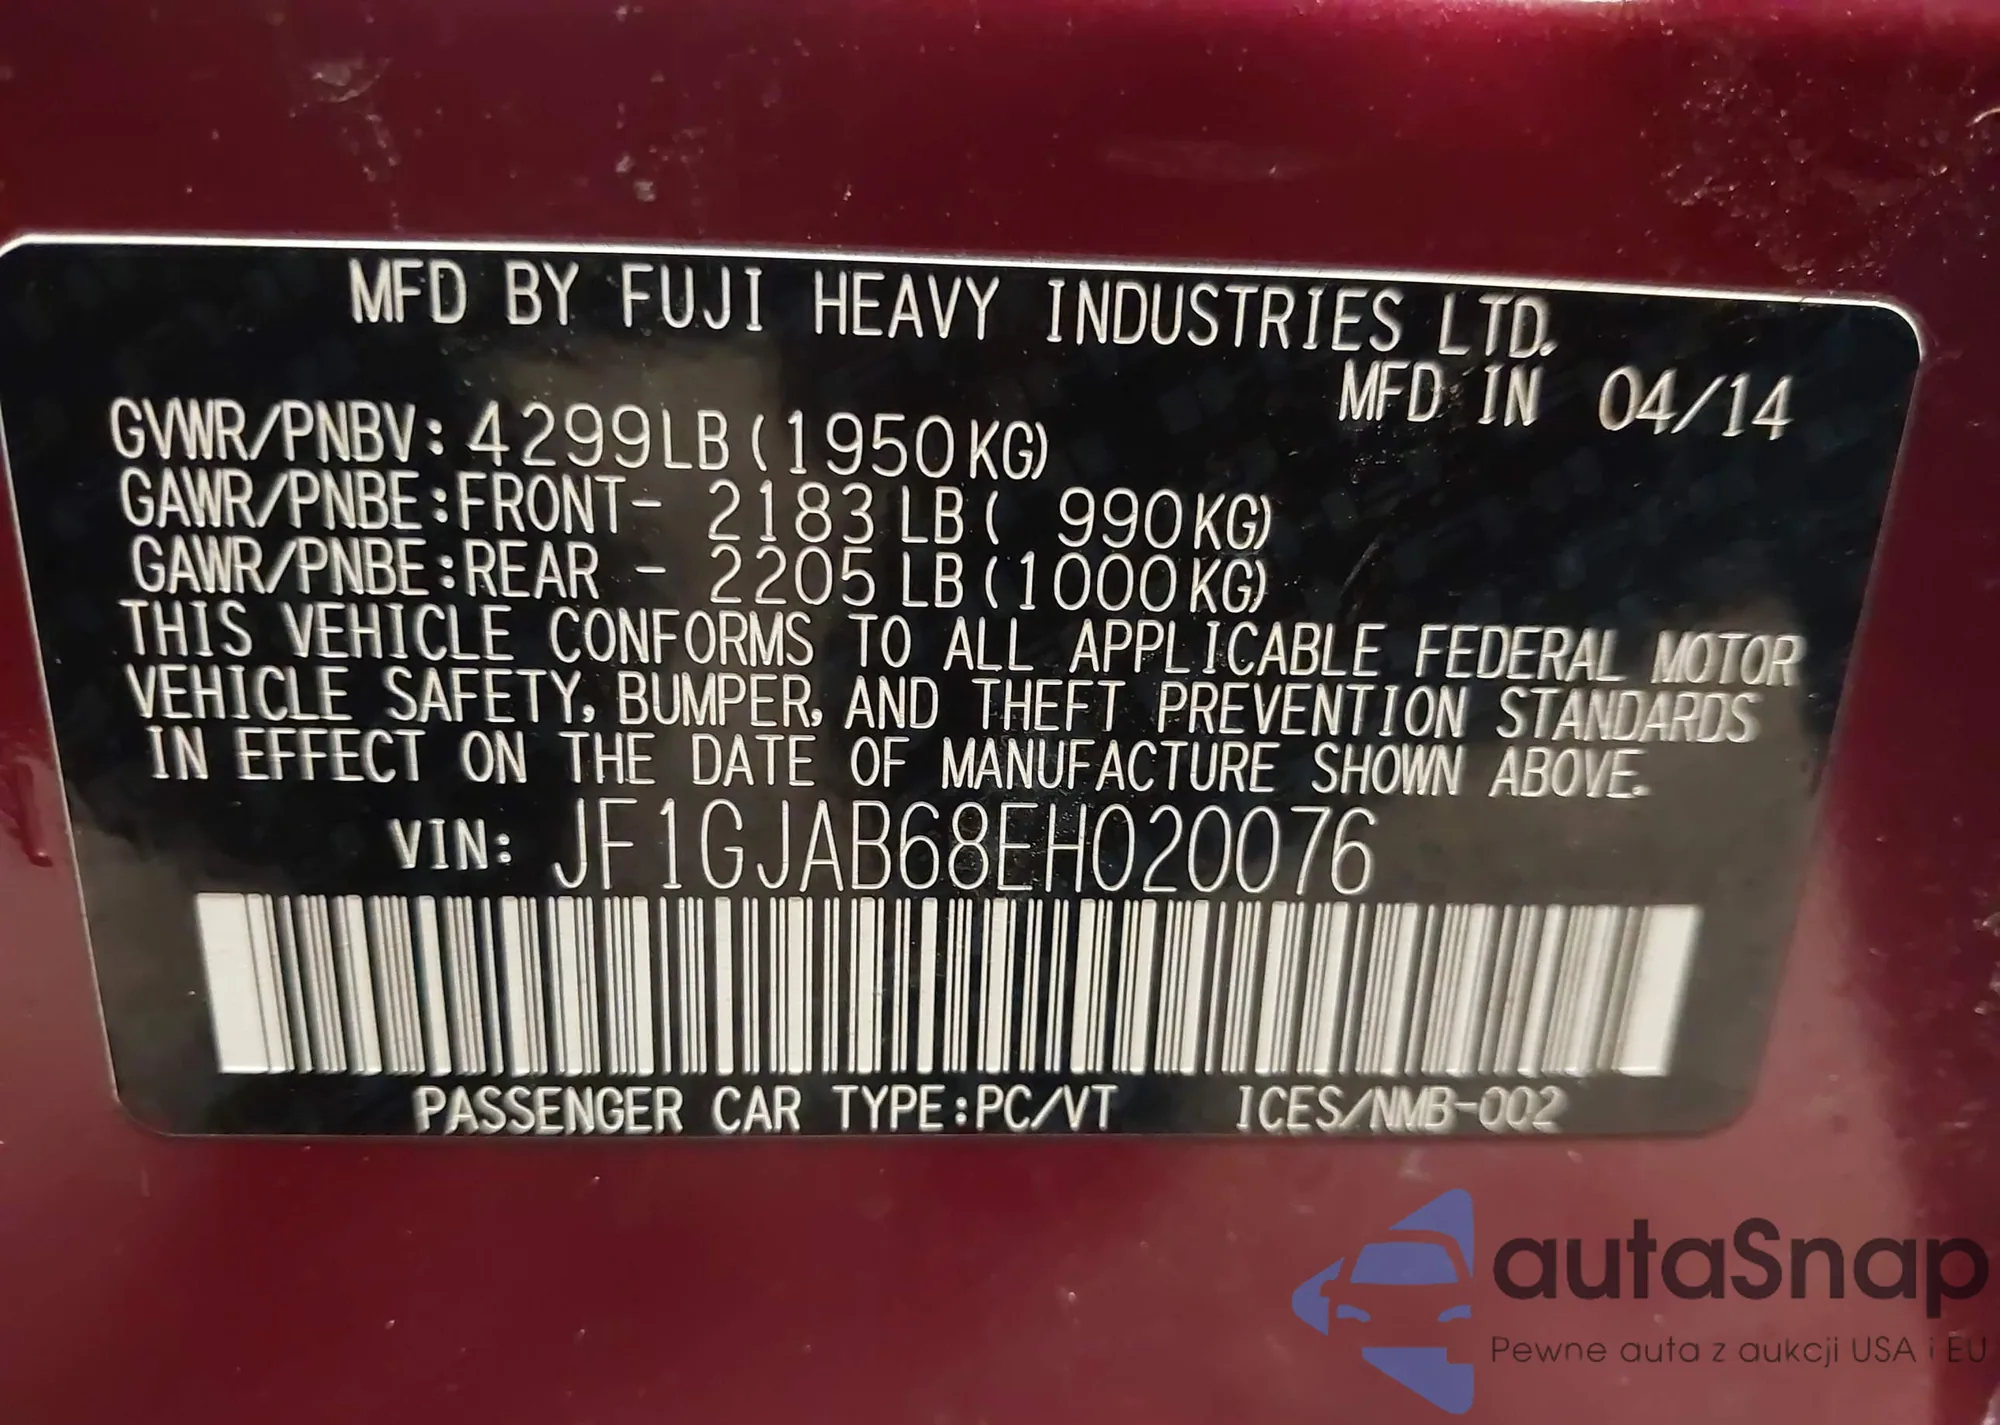 MFD BY FUJI HEAVY INDUSTRIES LTD.
MFD IN 04/14
GVWR/PNBV: 4299LB (1950KG)
GAWR/PNBE:FRONT- 2183 LB ( 990KG)
GAWR/PNBE:REAR - 2205 LB (1000KG)
THIS VEHICLE CONFORMS TO ALL APPLICABLE FEDERAL MOTOR
VEHICLE SAFETY, BUMPER, AND THEFT PREVENTION STANDARDS
IN EFFECT ON THE DATE OF MANUFACTURE SHOWN ABOVE.
VIN: JF1GJAB68EH020076
PASSENGER CAR TYPE:PC/VT ICES/NMB-002
autaSnap
Pewne auta z aukcji USA i EU